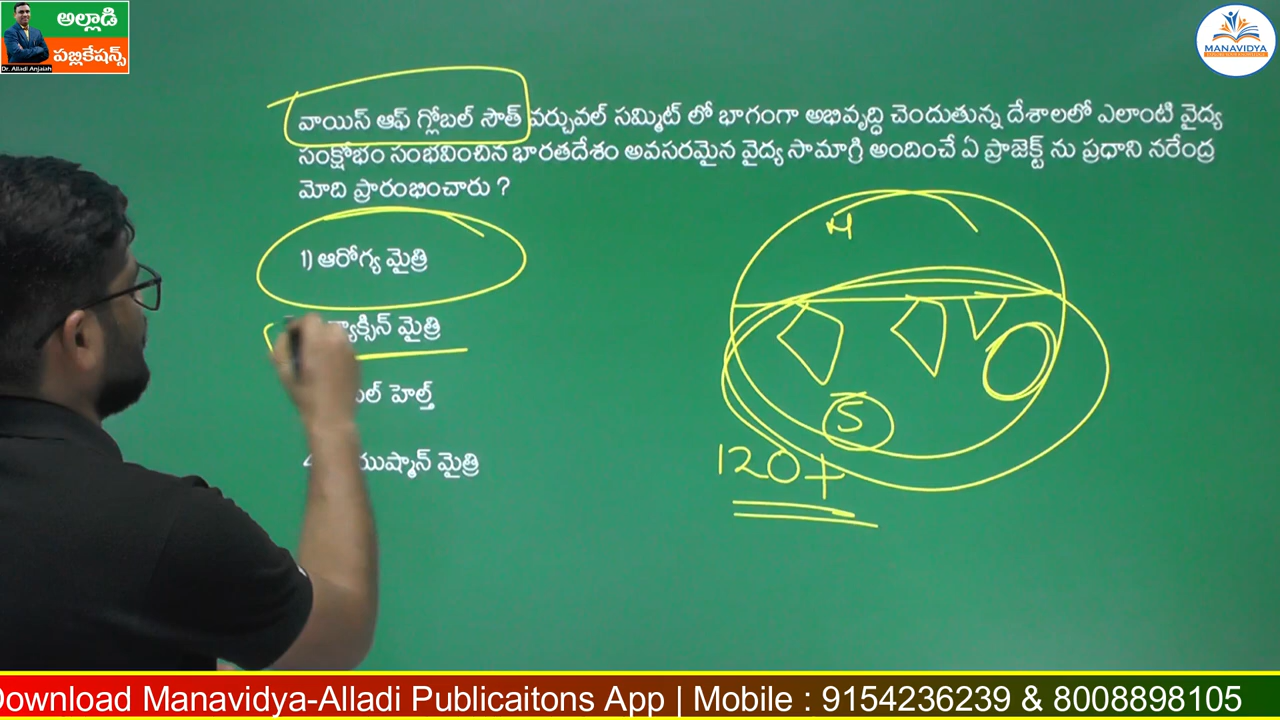 అల్లాడి
పబ్లికేషన్స్
Dr. Alladi Anjaiah
MANAVIDYA
వాయిస్ ఆఫ్ గ్లోబల్ సౌత్ వర్చువల్ సమ్మిట్ లో భాగంగా అభివృద్ధి చెందుతున్న దేశాలలో ఎలాంటి వైద్య
సంక్షోభం సంభవించిన భారతదేశం అవసరమైన వైద్య సామాగ్రి అందించే ఏ ప్రాజెక్ట్ ను ప్రధాని నరేంద్ర
మోది ప్రారంభించారు ?
1) ఆరోగ్య మైత్రి
మైత్రి
హెల్త్
మైత్రి
N
5
120+
Download Manavidya-Alladi Publicaitons App | Mobile : 9154236239 & 8008898105